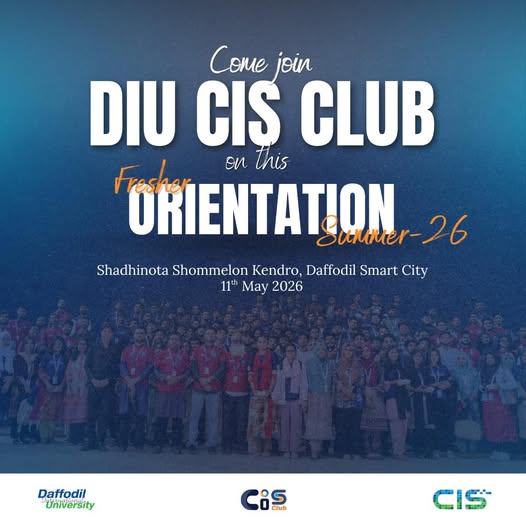 Come join
DIU CIS CLUB
on this
Fresher
ORIENTATION
Summer-26
Shadhinota Shommelon Kendro, Daffodil Smart City
11th May 2026
Daffodil
International
University
CIS
Club
CIS